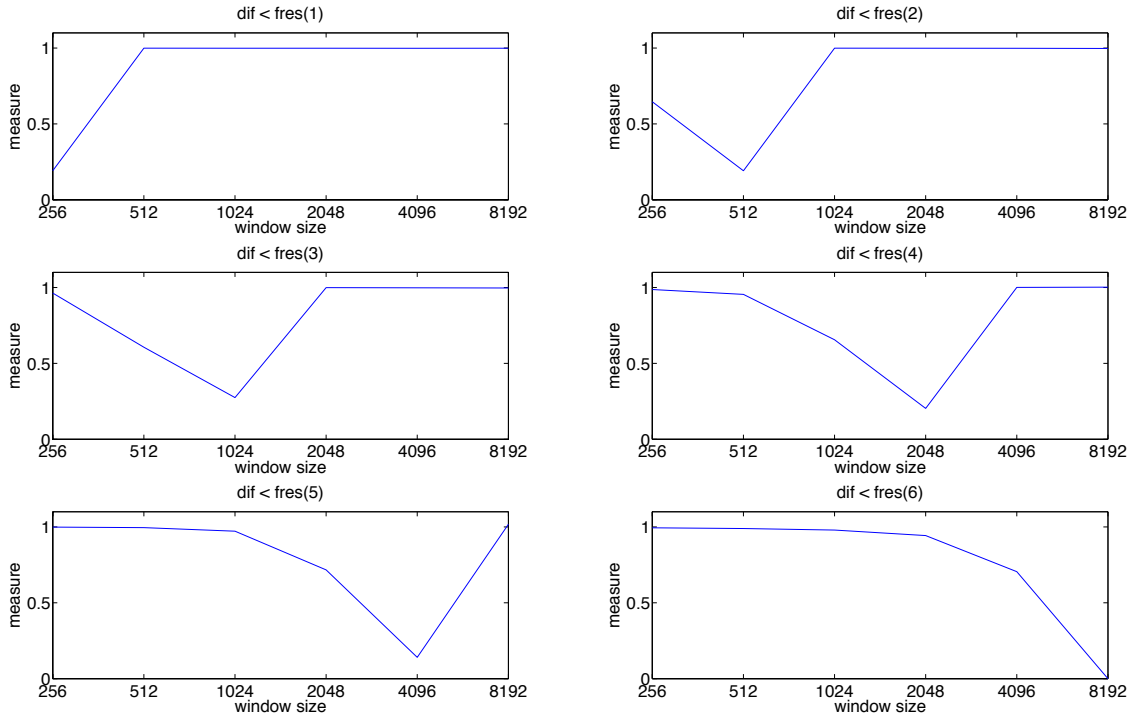 dif < fres(1)
measure
1
0.5
0
256 512 1024 2048 4096 8192
window size
dif < fres(2)
measure
1
0.5
0
256 512 1024 2048 4096 8192
window size
dif < fres(3)
measure
1
0.5
0
256 512 1024 2048 4096 8192
window size
dif < fres(4)
measure
1
0.5
0
256 512 1024 2048 4096 8192
window size
dif < fres(5)
measure
1
0.5
0
256 512 1024 2048 4096 8192
window size
dif < fres(6)
measure
1
0.5
0
256 512 1024 2048 4096 8192
window size